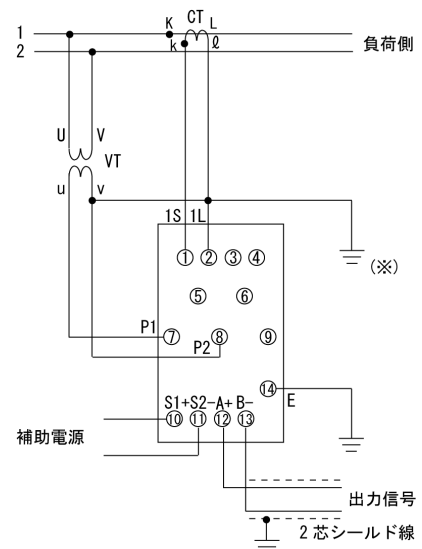 1
2
K
CT
L
k
ℓ
負荷側
U
V
VT
u
v
1S
1L
(※)
①
②
③
④
⑤
⑥
P1
⑦
⑧
⑨
P2
⑭
E
S1+
S2-
A+
B-
⑩
⑪
⑫
⑬
補助電源
出力信号
2芯シールド線